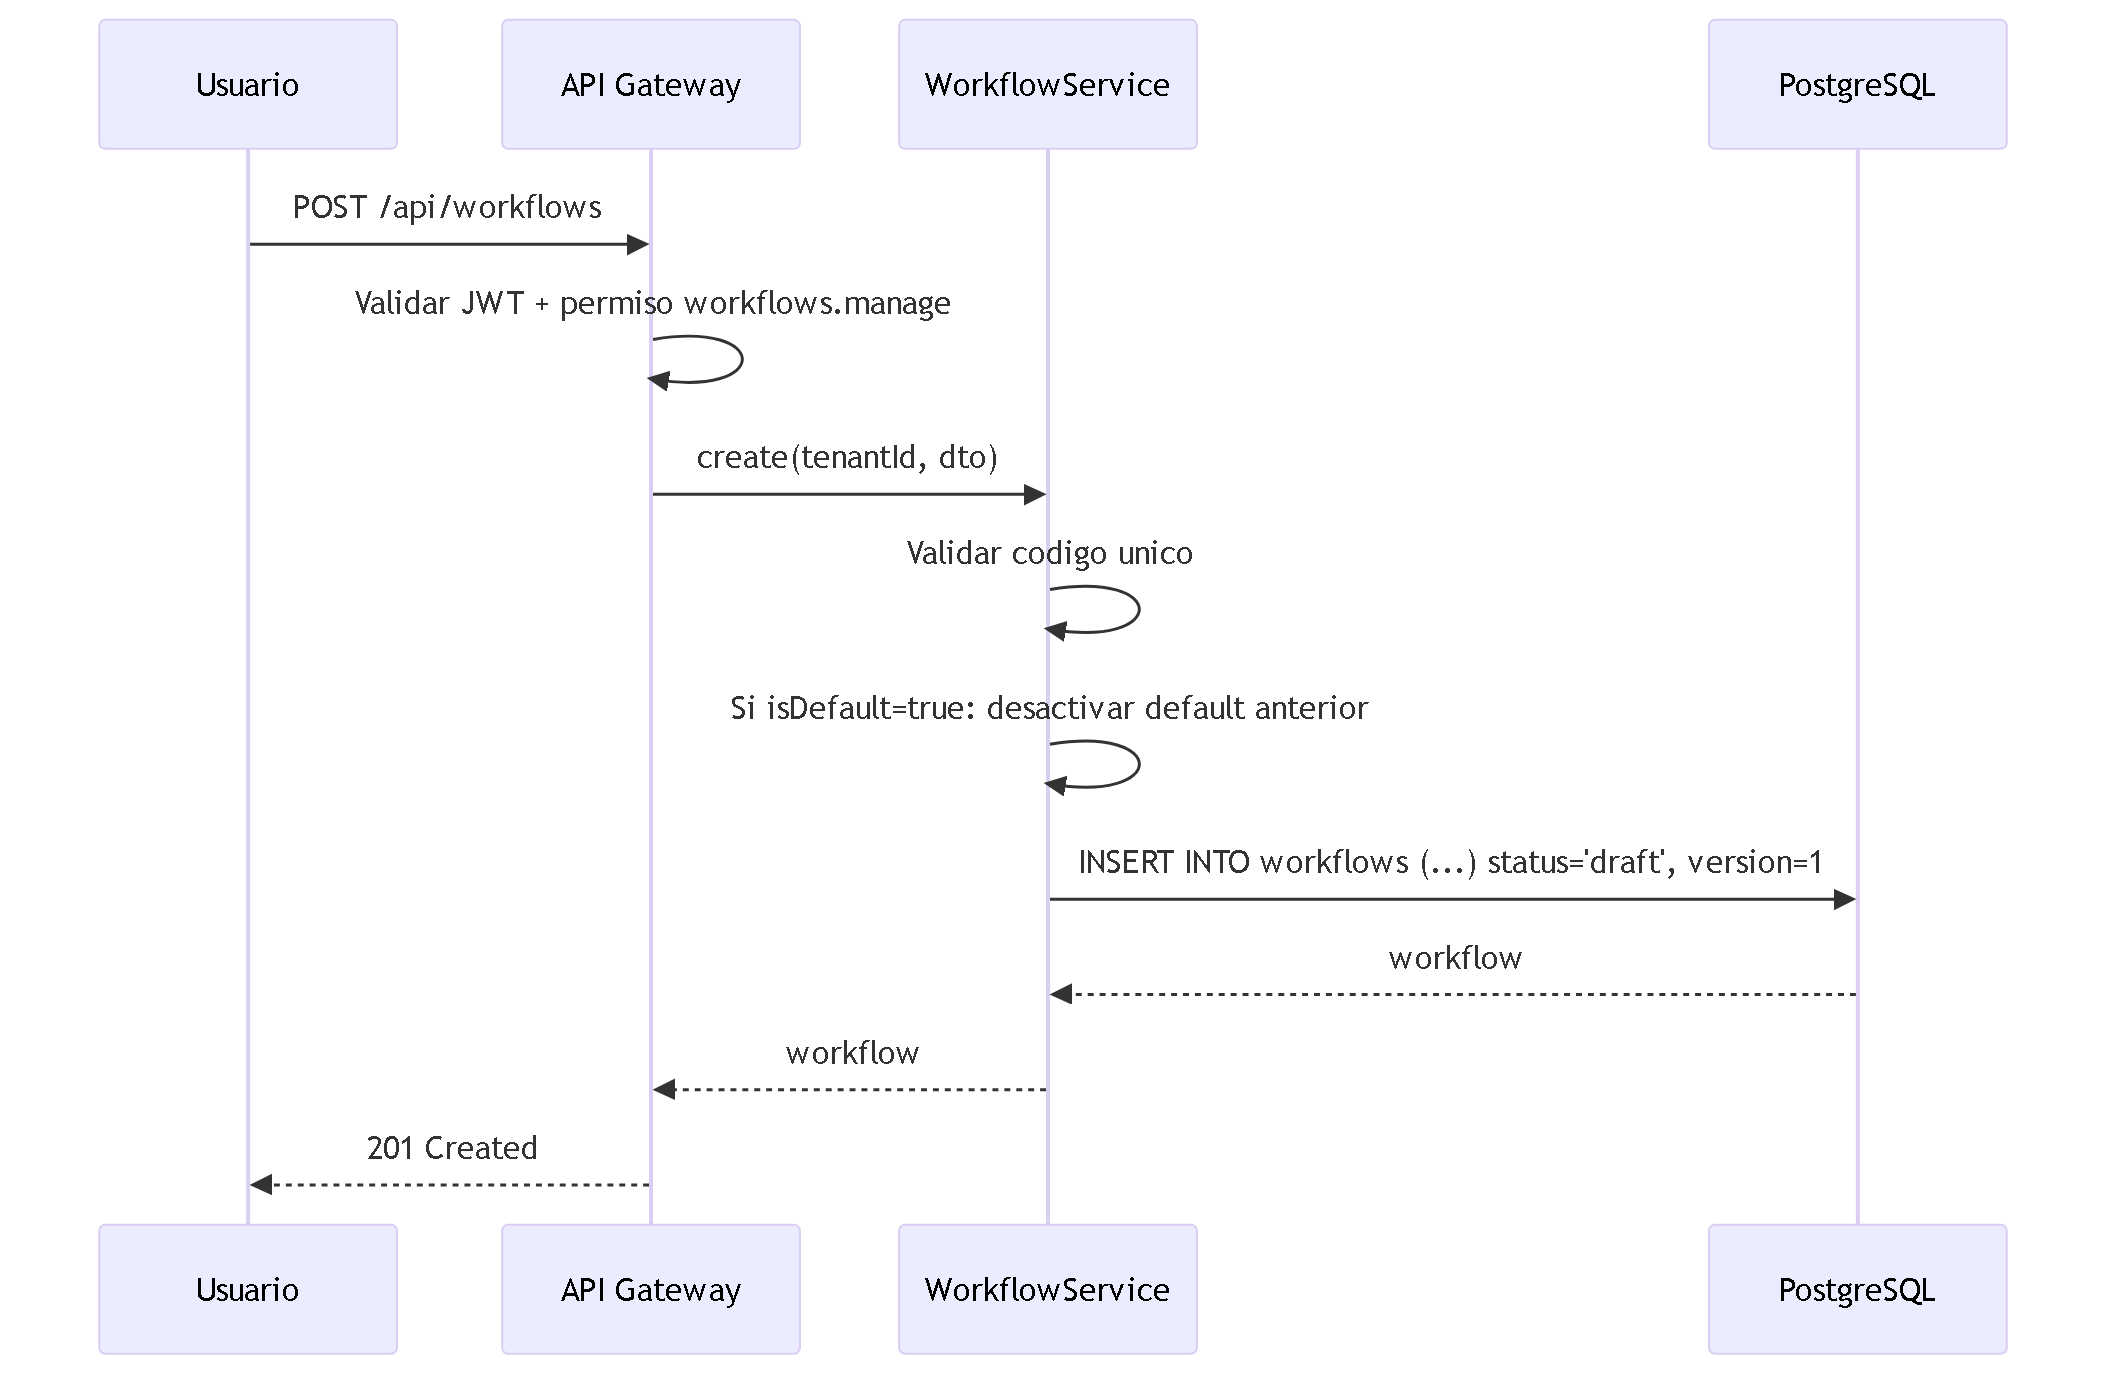 Usuario
API Gateway
WorkflowService
PostgreSQL
POST /api/workflows
Validar JWT + permiso workflows.manage
create(tenantId, dto)
Validar codigo unico
Si isDefault=true: desactivar default anterior
INSERT INTO workflows (...) status='draft', version=1
workflow
workflow
201 Created
Usuario
API Gateway
WorkflowService
PostgreSQL